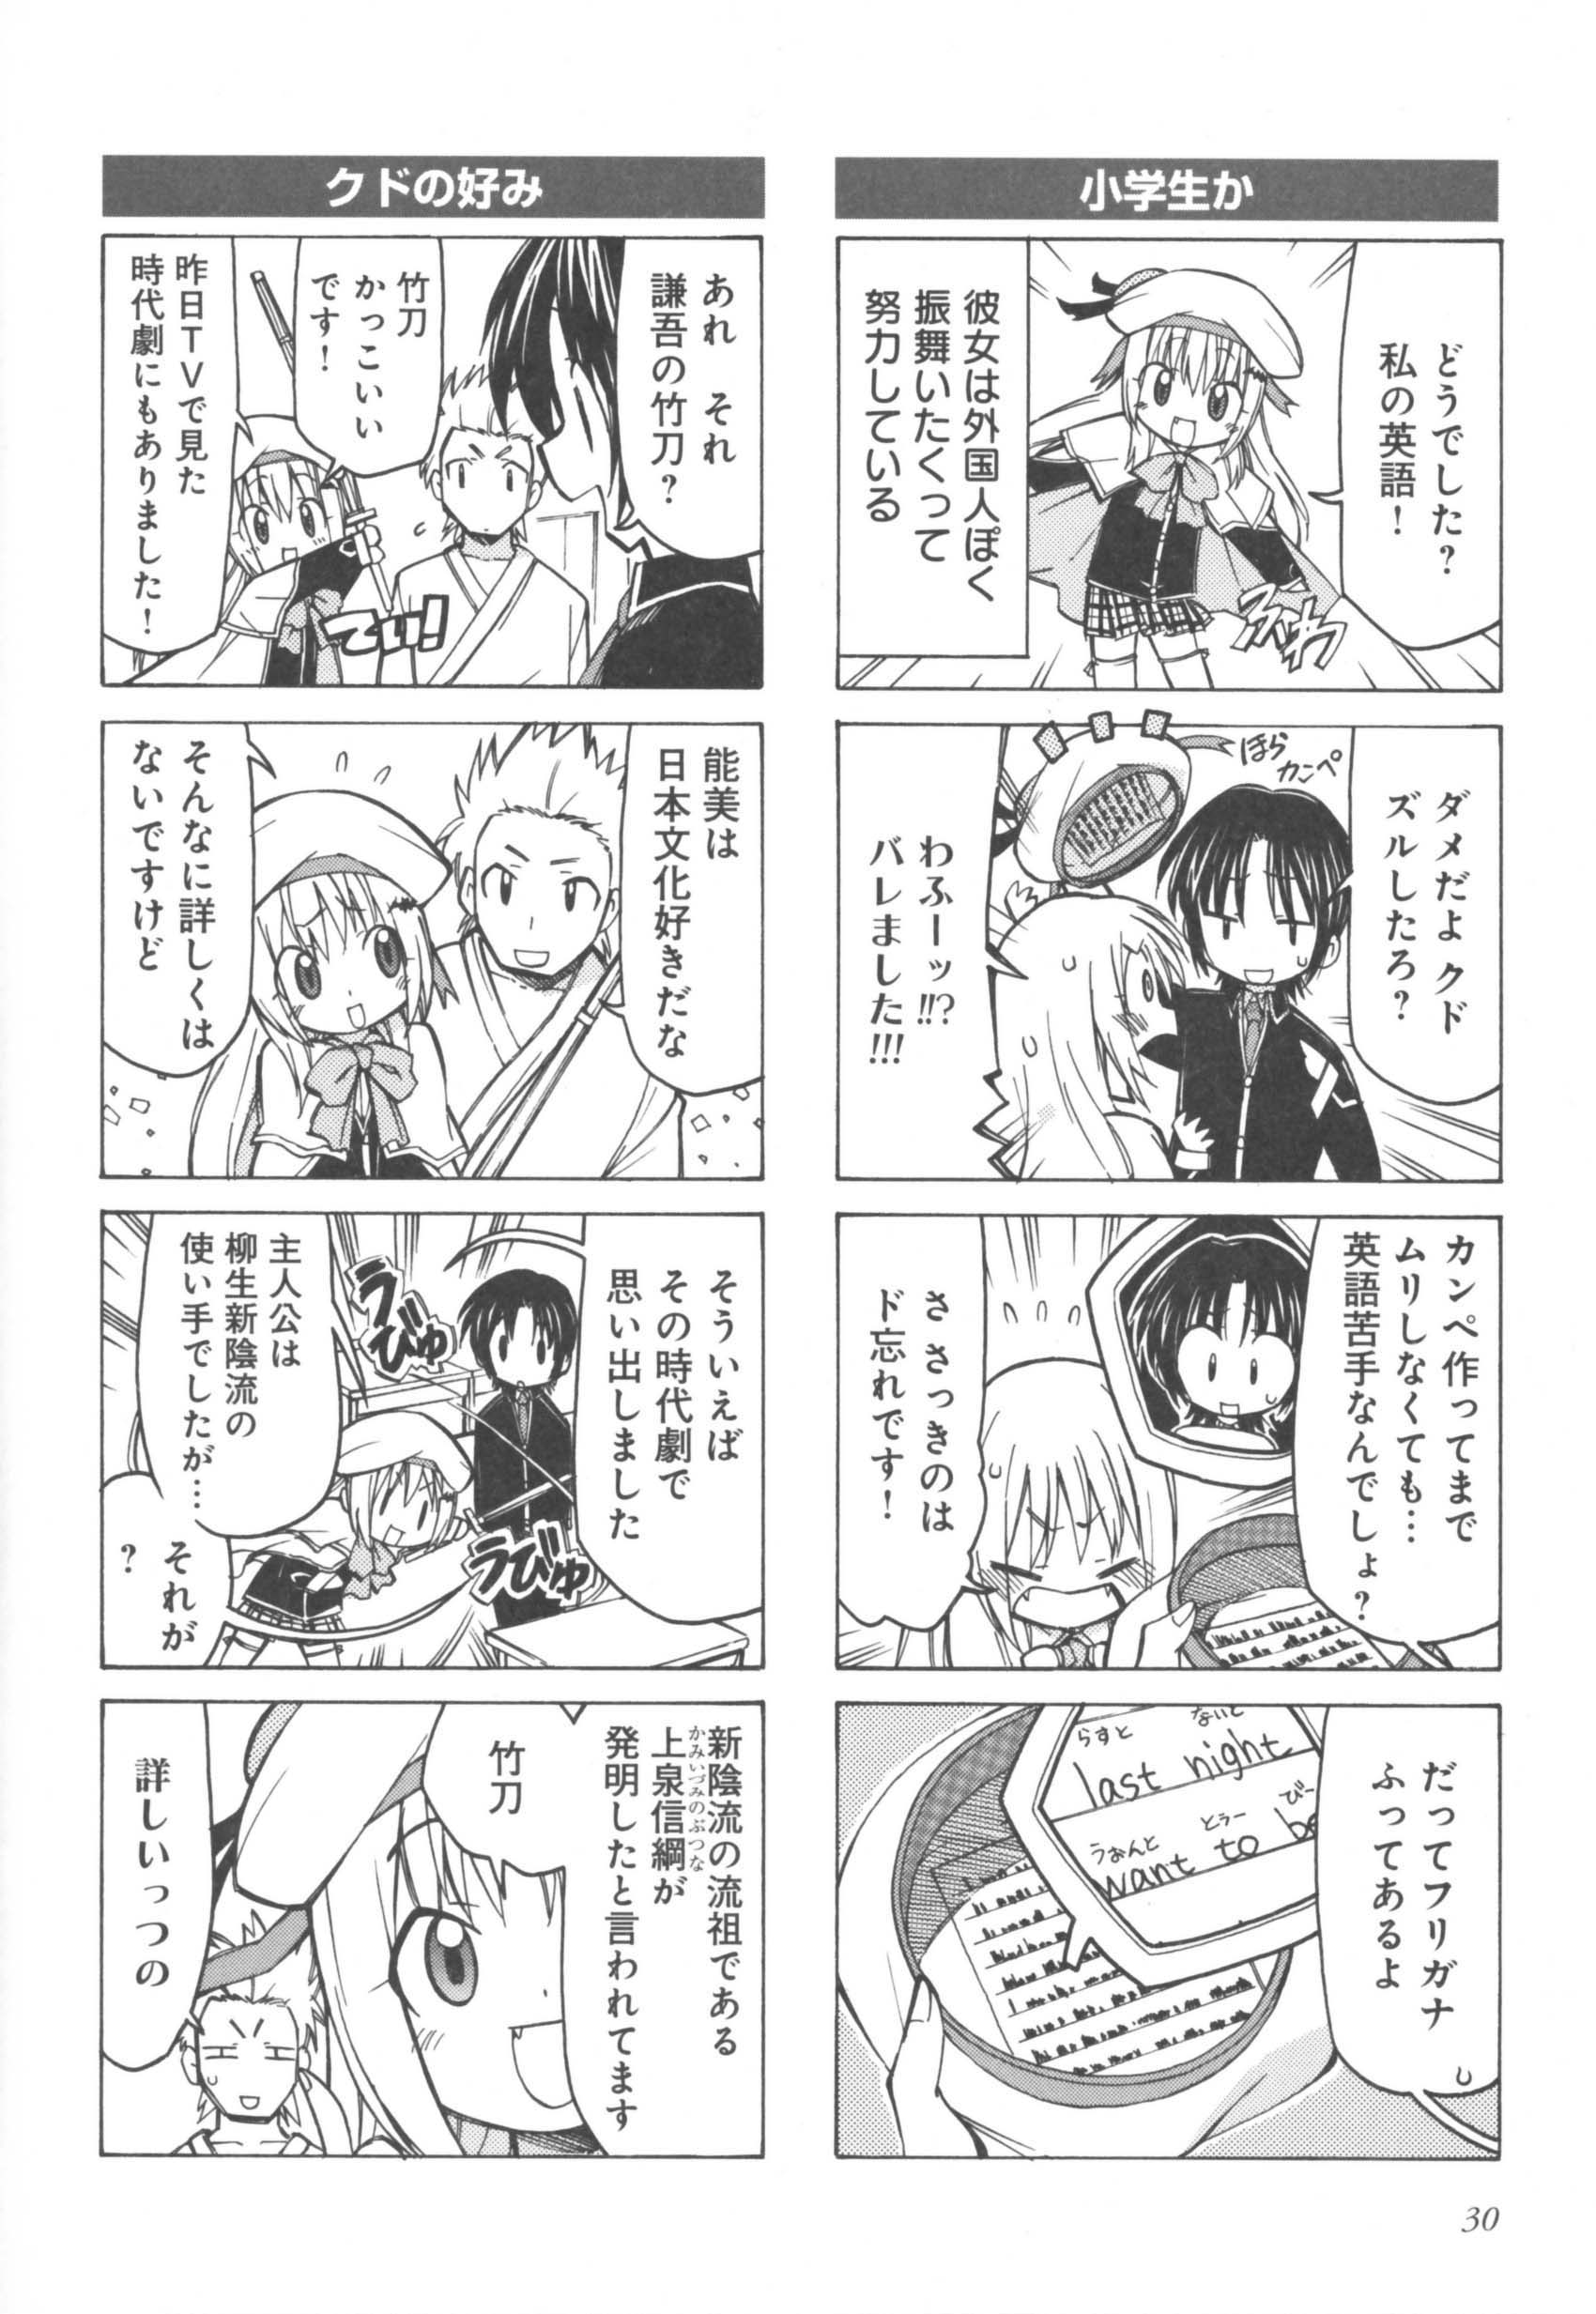 小学生か
どうでした？
私の英語！
彼女は外国人ぽく
振舞いたくって
努力している
ふわ
ダメだよ クド
ズルしたろ？
ほら
カンペ
わふーッ!!?
バレました!!!
カンペ作ってまで
ムリしなくても…
英語苦手なんでしょ？
さ さっきのは
ド忘れです！
だってフリガナ
ふってあるよ
らすと ないと
last night
うぉんと とぅー びー
want to be
クドの好み
あれ それ
謙吾の竹刀？
竹刀
かっこいい
です！
昨日TVで見た
時代劇にもありました！
てい！
能美は
日本文化好きだな
そんなに詳しくは
ないですけど
そういえば
その時代劇で
思い出しました
うびゅ
うびゅ
主人公は
柳生新陰流の
使い手でしたが…
それが
？
新陰流の流祖である
かみいづみのぶつな
上泉信綱が
発明したと言われてます
竹刀
詳しいっつの
30